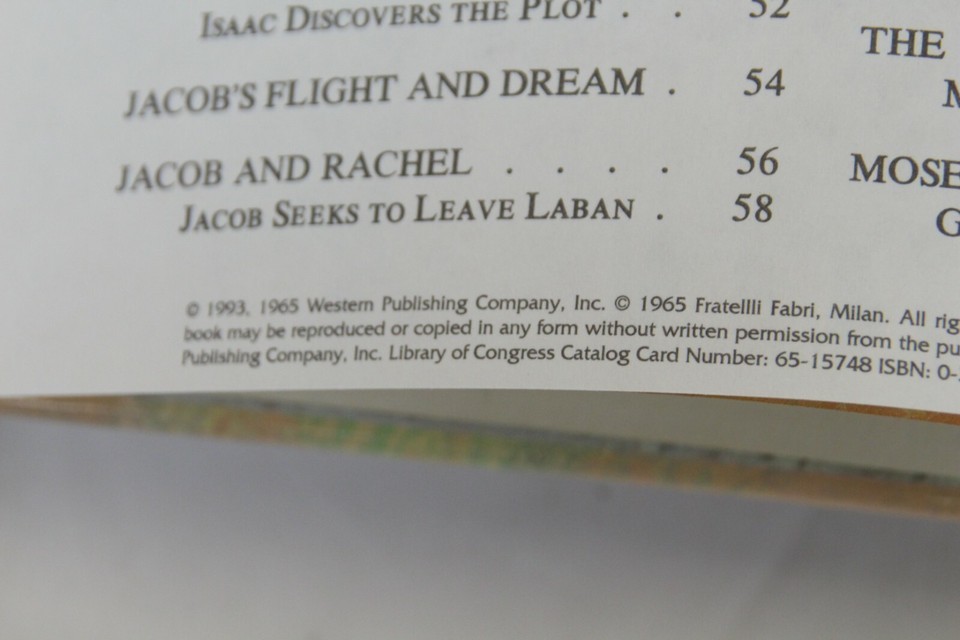 ISAAC DISCOVERS THE PLOT . . 52
JACOB'S FLIGHT AND DREAM . 54
JACOB AND RACHEL . . . . 56
JACOB SEEKS TO LEAVE LABAN . 58
THE
M
MOSE
G
© 1993, 1965 Western Publishing Company, Inc. © 1965 Fratellli Fabri, Milan. All rig
book may be reproduced or copied in any form without written permission from the pu
Publishing Company, Inc. Library of Congress Catalog Card Number: 65-15748 ISBN: 0-